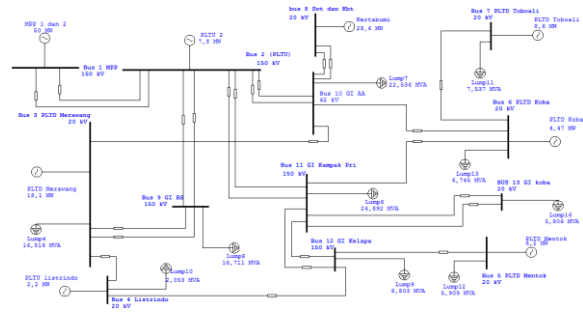 MPP 1 dan 2
50 MW
Bus 1 MPP
150 kV
PLTU 2
7,8 MW
Bus 2 (PLTU)
150 kV
bus 8 Swt dan Kbt
20 kV
Kertabumi
28,6 MW
Bus 7 PLTD Toboali
20 kV
PLTD Toboali
8,6 MW
Lump7
22,536 MVA
Lump11
7,537 MVA
Bus 3 PLTD Merawang
20 kV
Bus 10 GI AA
62 kV
Bus 6 PLTD Koba
20 kV
PLTD Koba
4,47 MW
PLTD Merawang
19,1 MW
Bus 11 GI Kampak Pri
150 kV
Lump13
6,745 MVA
BUS 13 GI koba
20 kV
Bus 9 GI BS
150 kV
Lump6
24,692 MVA
Lump16
5,806 MVA
Lump4
16,516 MVA
Lump8
16,711 MVA
Bus 12 GI Kelapa
150 kV
PLTD Mentok
6,2 MW
PLTU listrindo
2,2 MW
Lump10
2,053 MVA
Lump9
8,803 MVA
Lump12
5,909 MVA
Bus 5 PLTD Mentok
20 kV
Bus 4 Listrindo
20 kV